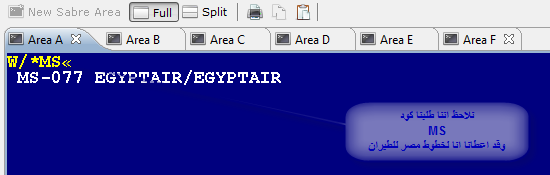 New Sabre Area Full Split
Area A Area B Area C Area D Area E Area F
W/*MS«
MS-077 EGYPTAIR/EGYPTAIR
نلاحظ اننا طلبنا كود
MS
وقد اعطانا انا لخطوط مصر للطيران